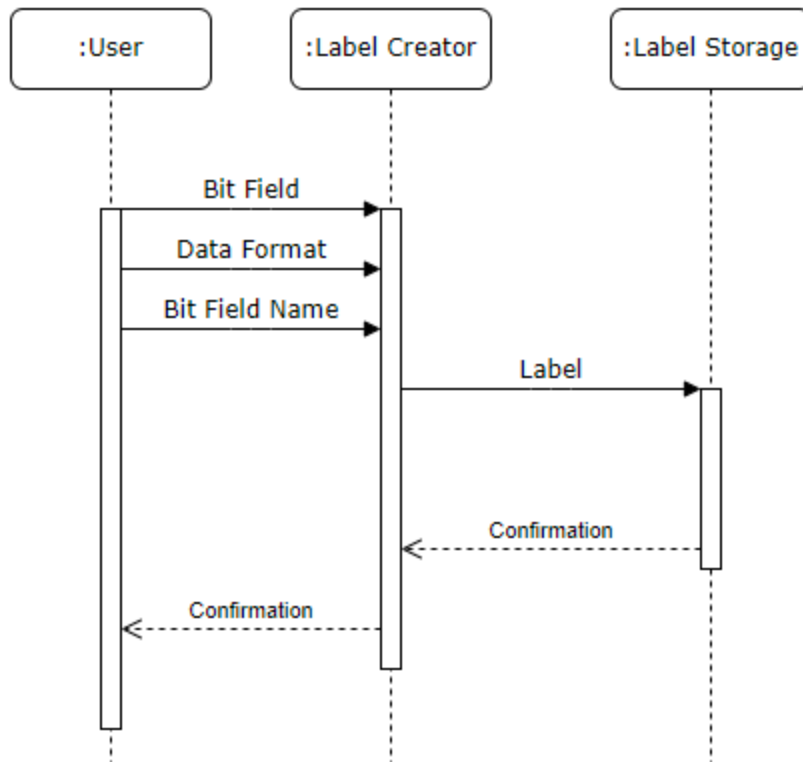 :User
:Label Creator
:Label Storage
Bit Field
Data Format
Bit Field Name
Label
Confirmation
Confirmation